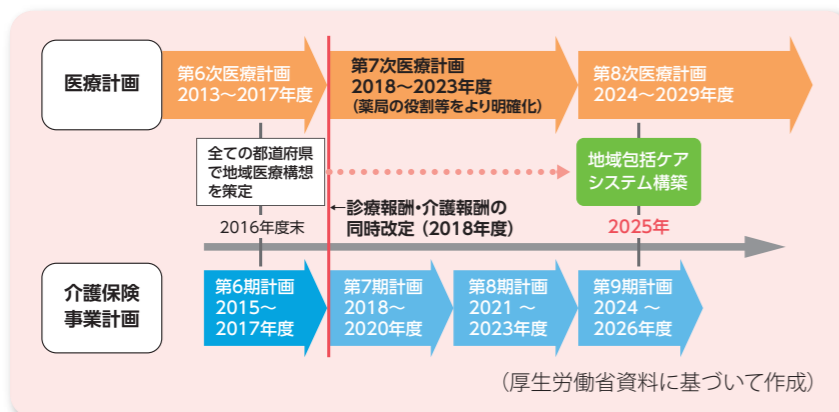 医療計画
第6次医療計画
2013〜2017年度
第7次医療計画
2018〜2023年度
(薬局の役割等をより明確化)
第8次医療計画
2024〜2029年度
全ての都道府県
で地域医療構想
を策定
地域包括ケア
システム構築
←診療報酬・介護報酬の
同時改定(2018年度)
2016年度末
2025年
介護保険
事業計画
第6期計画
2015〜
2017年度
第7期計画
2018〜
2020年度
第8期計画
2021 〜
2023年度
第9期計画
2024 〜
2026年度
(厚生労働省資料に基づいて作成)